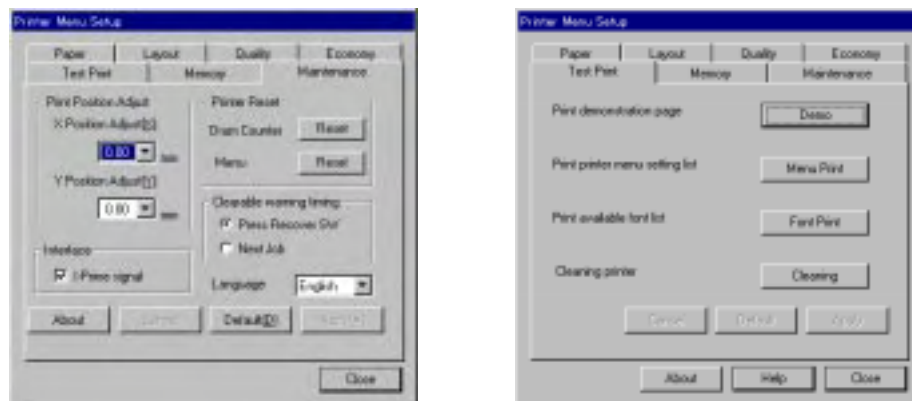 Printer Menu Setup
Paper Layout Quality Economy
Test Print Memory Maintenance
Print Position Adjust
X Position Adjust(X)
0.00 mm
Y Position Adjust(Y)
0.00 mm
Interface
I-Prime signal
Printer Reset
Drum Counter Reset
Menu Reset
Clearable warning timing
Press Recover SW
Next Job
Language English
About Cancel Default(D)
Close
Printer Menu Setup
Paper Layout Quality Economy
Test Print Memory Maintenance
Print demonstration page Demo
Print printer menu setting list Menu Print
Print available font list Font Print
Cleaning printer Cleaning
Cancel Default Apply
About Help Close